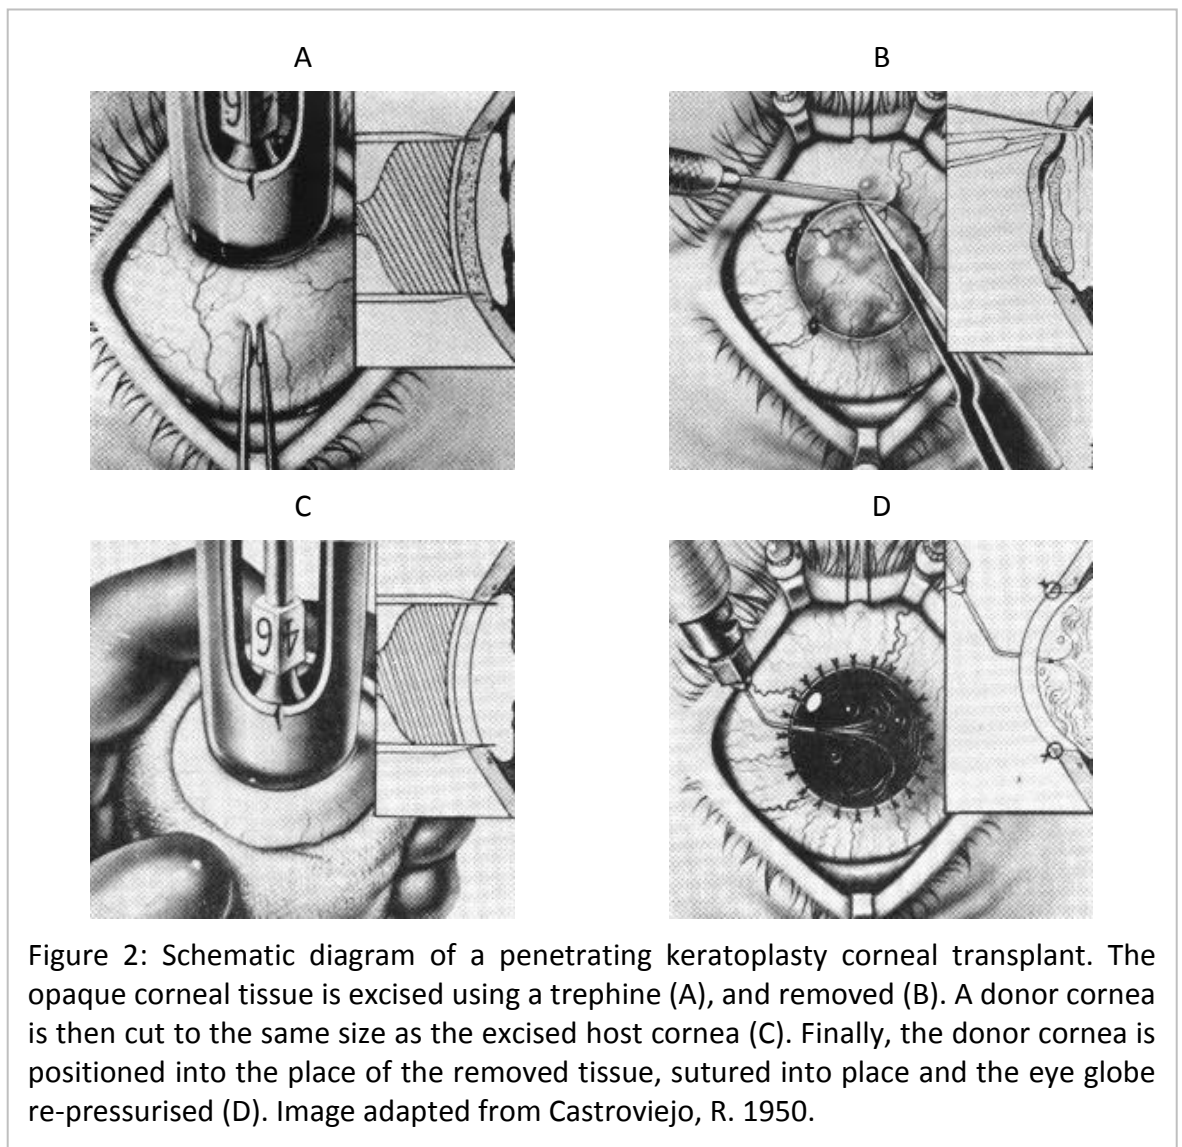 A
B
C
D
Figure 2: Schematic diagram of a penetrating keratoplasty corneal transplant. The
opaque corneal tissue is excised using a trephine (A), and removed (B). A donor cornea
is then cut to the same size as the excised host cornea (C). Finally, the donor cornea is
positioned into the place of the removed tissue, sutured into place and the eye globe
re-pressurised (D). Image adapted from Castroviejo, R. 1950.